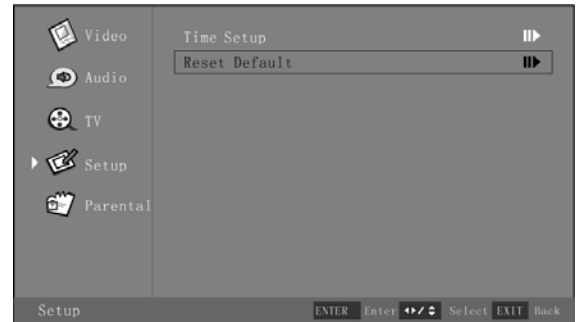 Video
Audio
TV
Setup
Parental
Time Setup
Reset Default
Setup
ENTER Enter Select EXIT Back